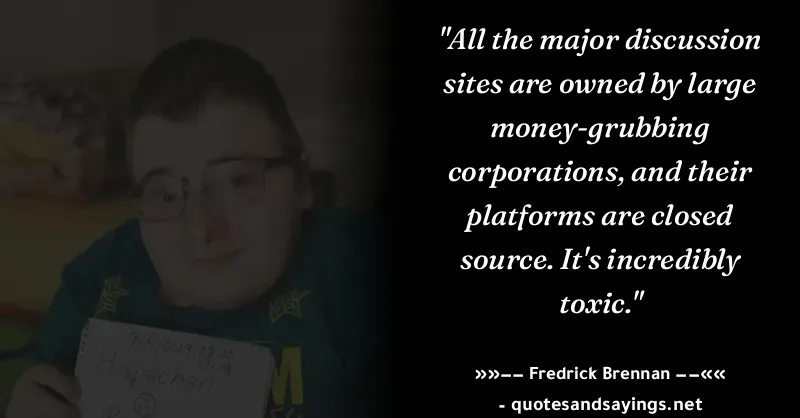 "All the major discussion
sites are owned by large
money-grubbing
corporations, and their
platforms are closed
source. It's incredibly
toxic."
»»–– Fredrick Brennan ––««
- quotesandsayings.net
Hispachan